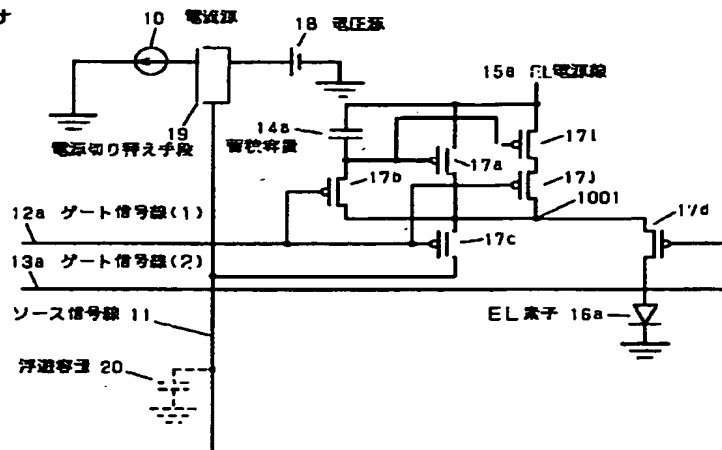 10 電流源
18 電圧源
15a EL電源線
19
電源切り替え手段
14a
蓄積容量
17i
17a
17j
17b
1001
17d
12a ゲート信号線(1)
17c
13a ゲート信号線(2)
ソース信号線 11
EL素子 16a
浮遊容量 20